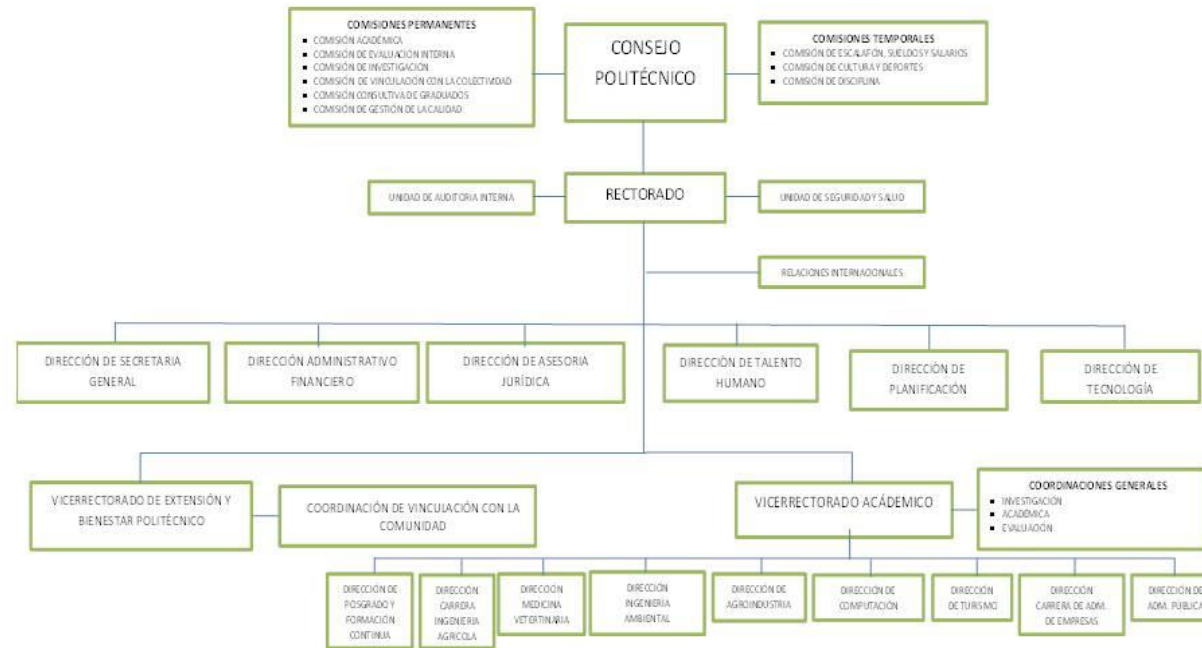 COMISIONES PERMANENTES
▪ COMISIÓN ACADÉMICA
▪ COMISIÓN DE EVALUACIÓN INTERNA
▪ COMISIÓN DE INVESTIGACIÓN
▪ COMISIÓN DE VINCULACIÓN CON LA COLECTIVIDAD
▪ COMISIÓN CONSULTIVA DE GRADUADOS
▪ COMISIÓN DE GESTIÓN DE LA CALIDAD
CONSEJO
POLITÉCNICO
COMISIONES TEMPORALES
▪ COMISIÓN DE ESCALAFÓN, SUELDOS Y SALARIOS
▪ COMISIÓN DE CULTURA Y DEPORTES
▪ COMISIÓN DE DISCIPLINA
UNIDAD DE AUDITORIA INTERNA
RECTORADO
UNIDAD DE SEGURIDAD Y SALUD
RELACIONES INTERNACIONALES
DIRECCIÓN DE SECRETARIA
GENERAL
DIRECCIÓN ADMINISTRATIVO
FINANCIERO
DIRECCIÓN DE ASESORIA
JURÍDICA
DIRECCIÓN DE TALENTO
HUMANO
DIRECCIÓN DE
PLANIFICACIÓN
DIRECCIÓN DE
TECNOLOGÍA
VICERRECTORADO DE EXTENSIÓN Y
BIENESTAR POLITÉCNICO
COORDINACIÓN DE VINCULACIÓN CON LA
COMUNIDAD
VICERRECTORADO ACÁDEMICO
COORDINACIONES GENERALES
▪ INVESTIGACIÓN
▪ ACADÉMICA
▪ EVALUACIÓN
DIRECCIÓN DE
POSGRADO Y
FORMACIÓN
CONTINUA
DIRECCIÓN
CARRERA
INGENIERIA
AGRÍCOLA
DIRECCIÓN
MEDICINA
VETERTINARIA
DIRECCIÓN
INGENIERIA
AMBIENTAL
DIRECCIÓN DE
AGROINDUSTRIA
DIRECCIÓN DE
COMPUTACIÓN
DIRECCIÓN
DE TURISMO
DIRECCIÓN
CARRERA DE ADM.
DE EMPRESAS
DIRECCIÓN DE
ADM. PUBLICA